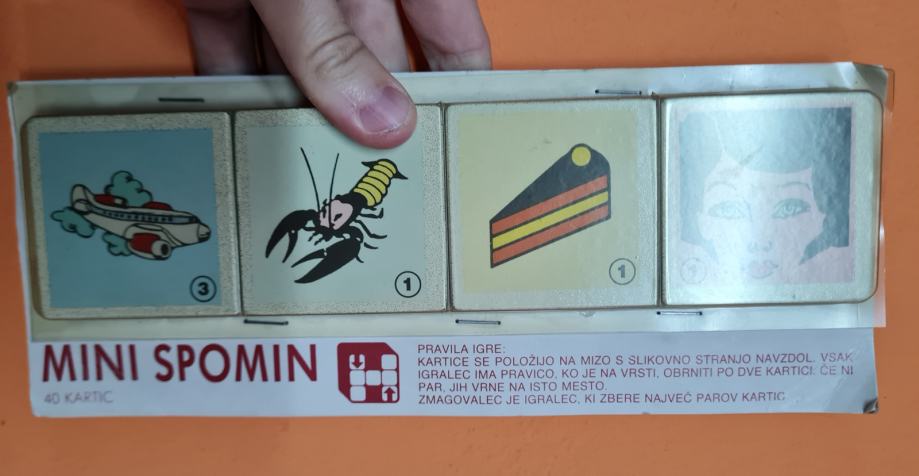 3
1
1
MINI SPOMIN
40 KARTIC
PRAVILA IGRE:
KARTICE SE POLOŽIJO NA MIZO S SLIKOVNO STRANJO NAVZDOL. VSAK
IGRALEC IMA PRAVICO, KO JE NA VRSTI, OBRNITI PO DVE KARTICI. ČE NI
PAR, JIH VRNE NA ISTO MESTO.
ZMAGOVALEC JE IGRALEC, KI ZBERE NAJVEČ PAROV KARTIC